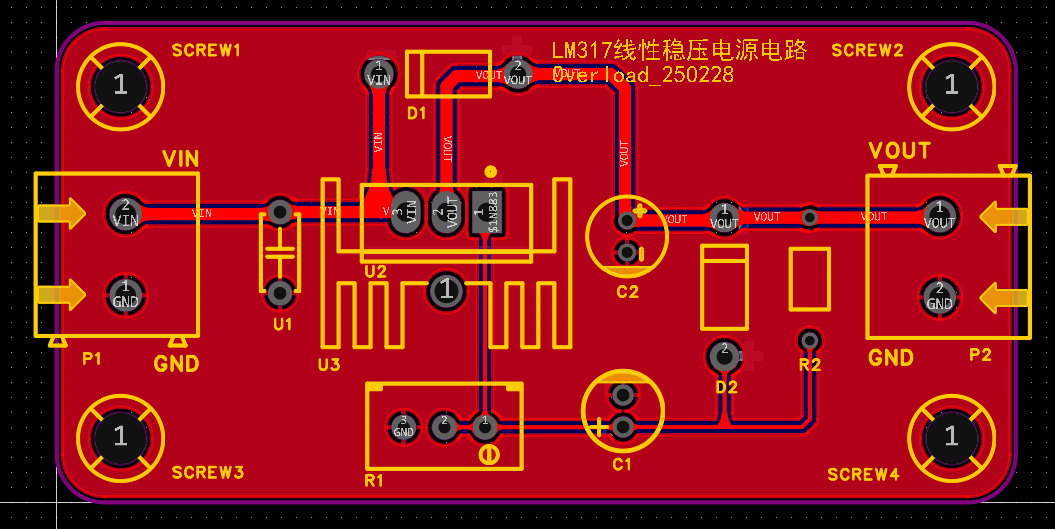 SCREW1
LM317线性稳压电源电路
SCREW2
Overload_250228
1
1
1
VIN
2
VOUT
VOUT
VOUT
D1
VIN
VOUT
VOUT
VIN
VOUT
2
VIN
VIN
VIN
3
VIN
2
VOUT
1
$1N883
VOUT
1
VOUT
VOUT
VOUT
1
VOUT
U2
C2
1
GND
1
2
GND
U1
P1
GND
U3
D2
2
R2
GND
P2
3
GND
2
1
R1
C1
1
1
SCREW3
SCREW4